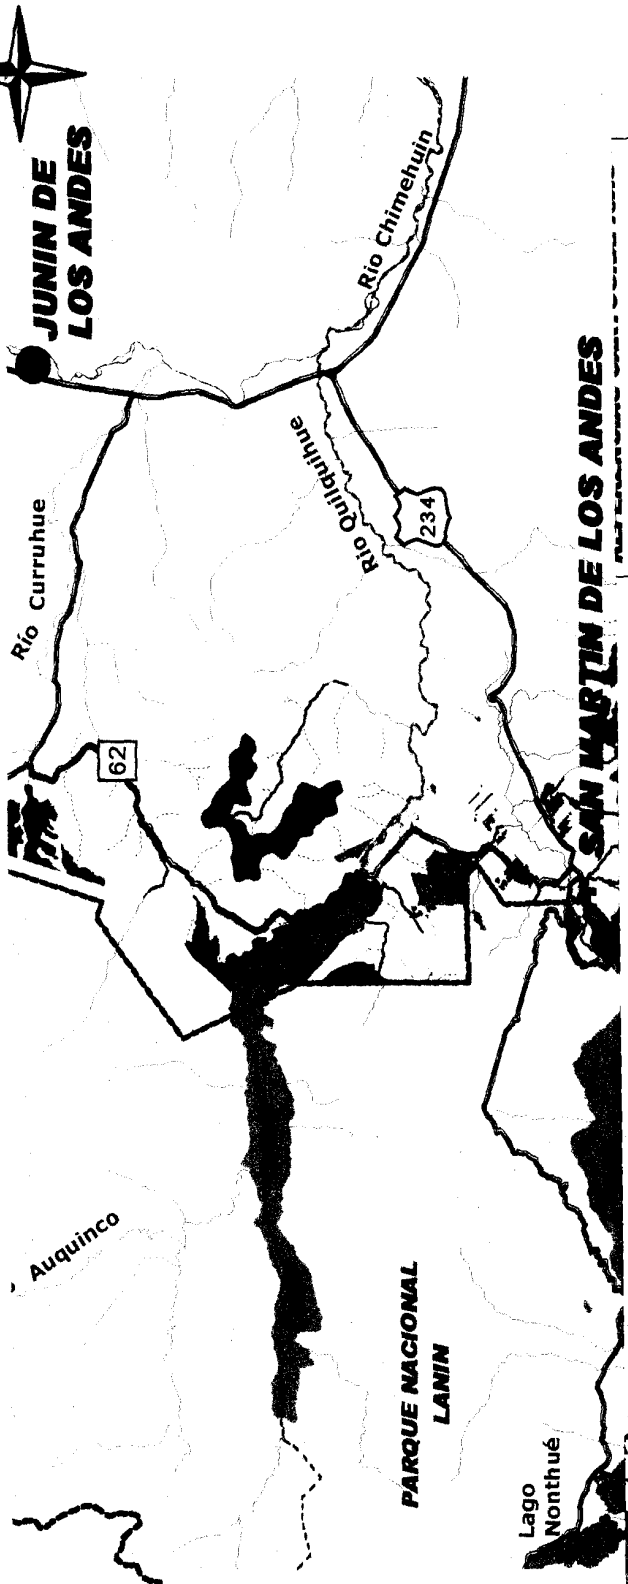 JUNIN DE
LOS ANDES
Río Chimehuin
Río Quilquihue
Río Curruhue
234
62
SAN MARTIN DE LOS ANDES
Auquinco
PARQUE NACIONAL
LANIN
Lago
Nonthué